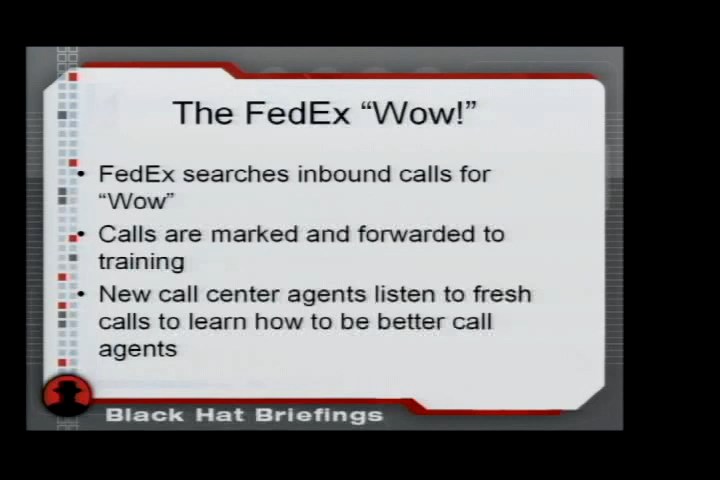 The FedEx “Wow!”
• FedEx searches inbound calls for
“Wow”
• Calls are marked and forwarded to
training
• New call center agents listen to fresh
calls to learn how to be better call
agents
Black Hat Briefings